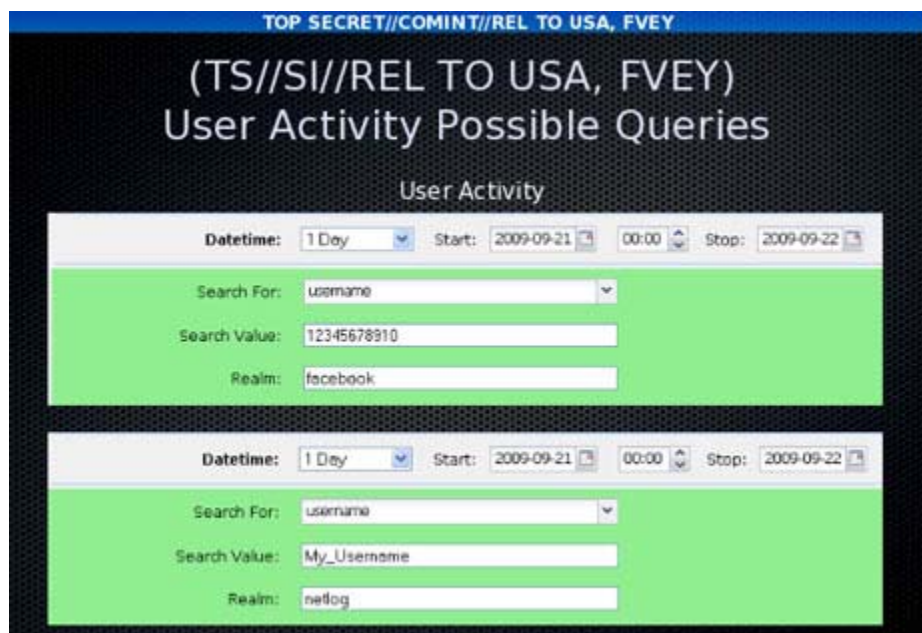 TOP SECRET//COMINT//REL TO USA, FVEY
(TS//SI//REL TO USA, FVEY)
User Activity Possible Queries
User Activity
Datetime: 1 Day Start: 2009-09-21 00:00 Stop: 2009-09-22
Search For: username
Search Value: 12345678910
Realm: facebook
Datetime: 1 Day Start: 2009-09-21 00:00 Stop: 2009-09-22
Search For: username
Search Value: My_Username
Realm: netlog